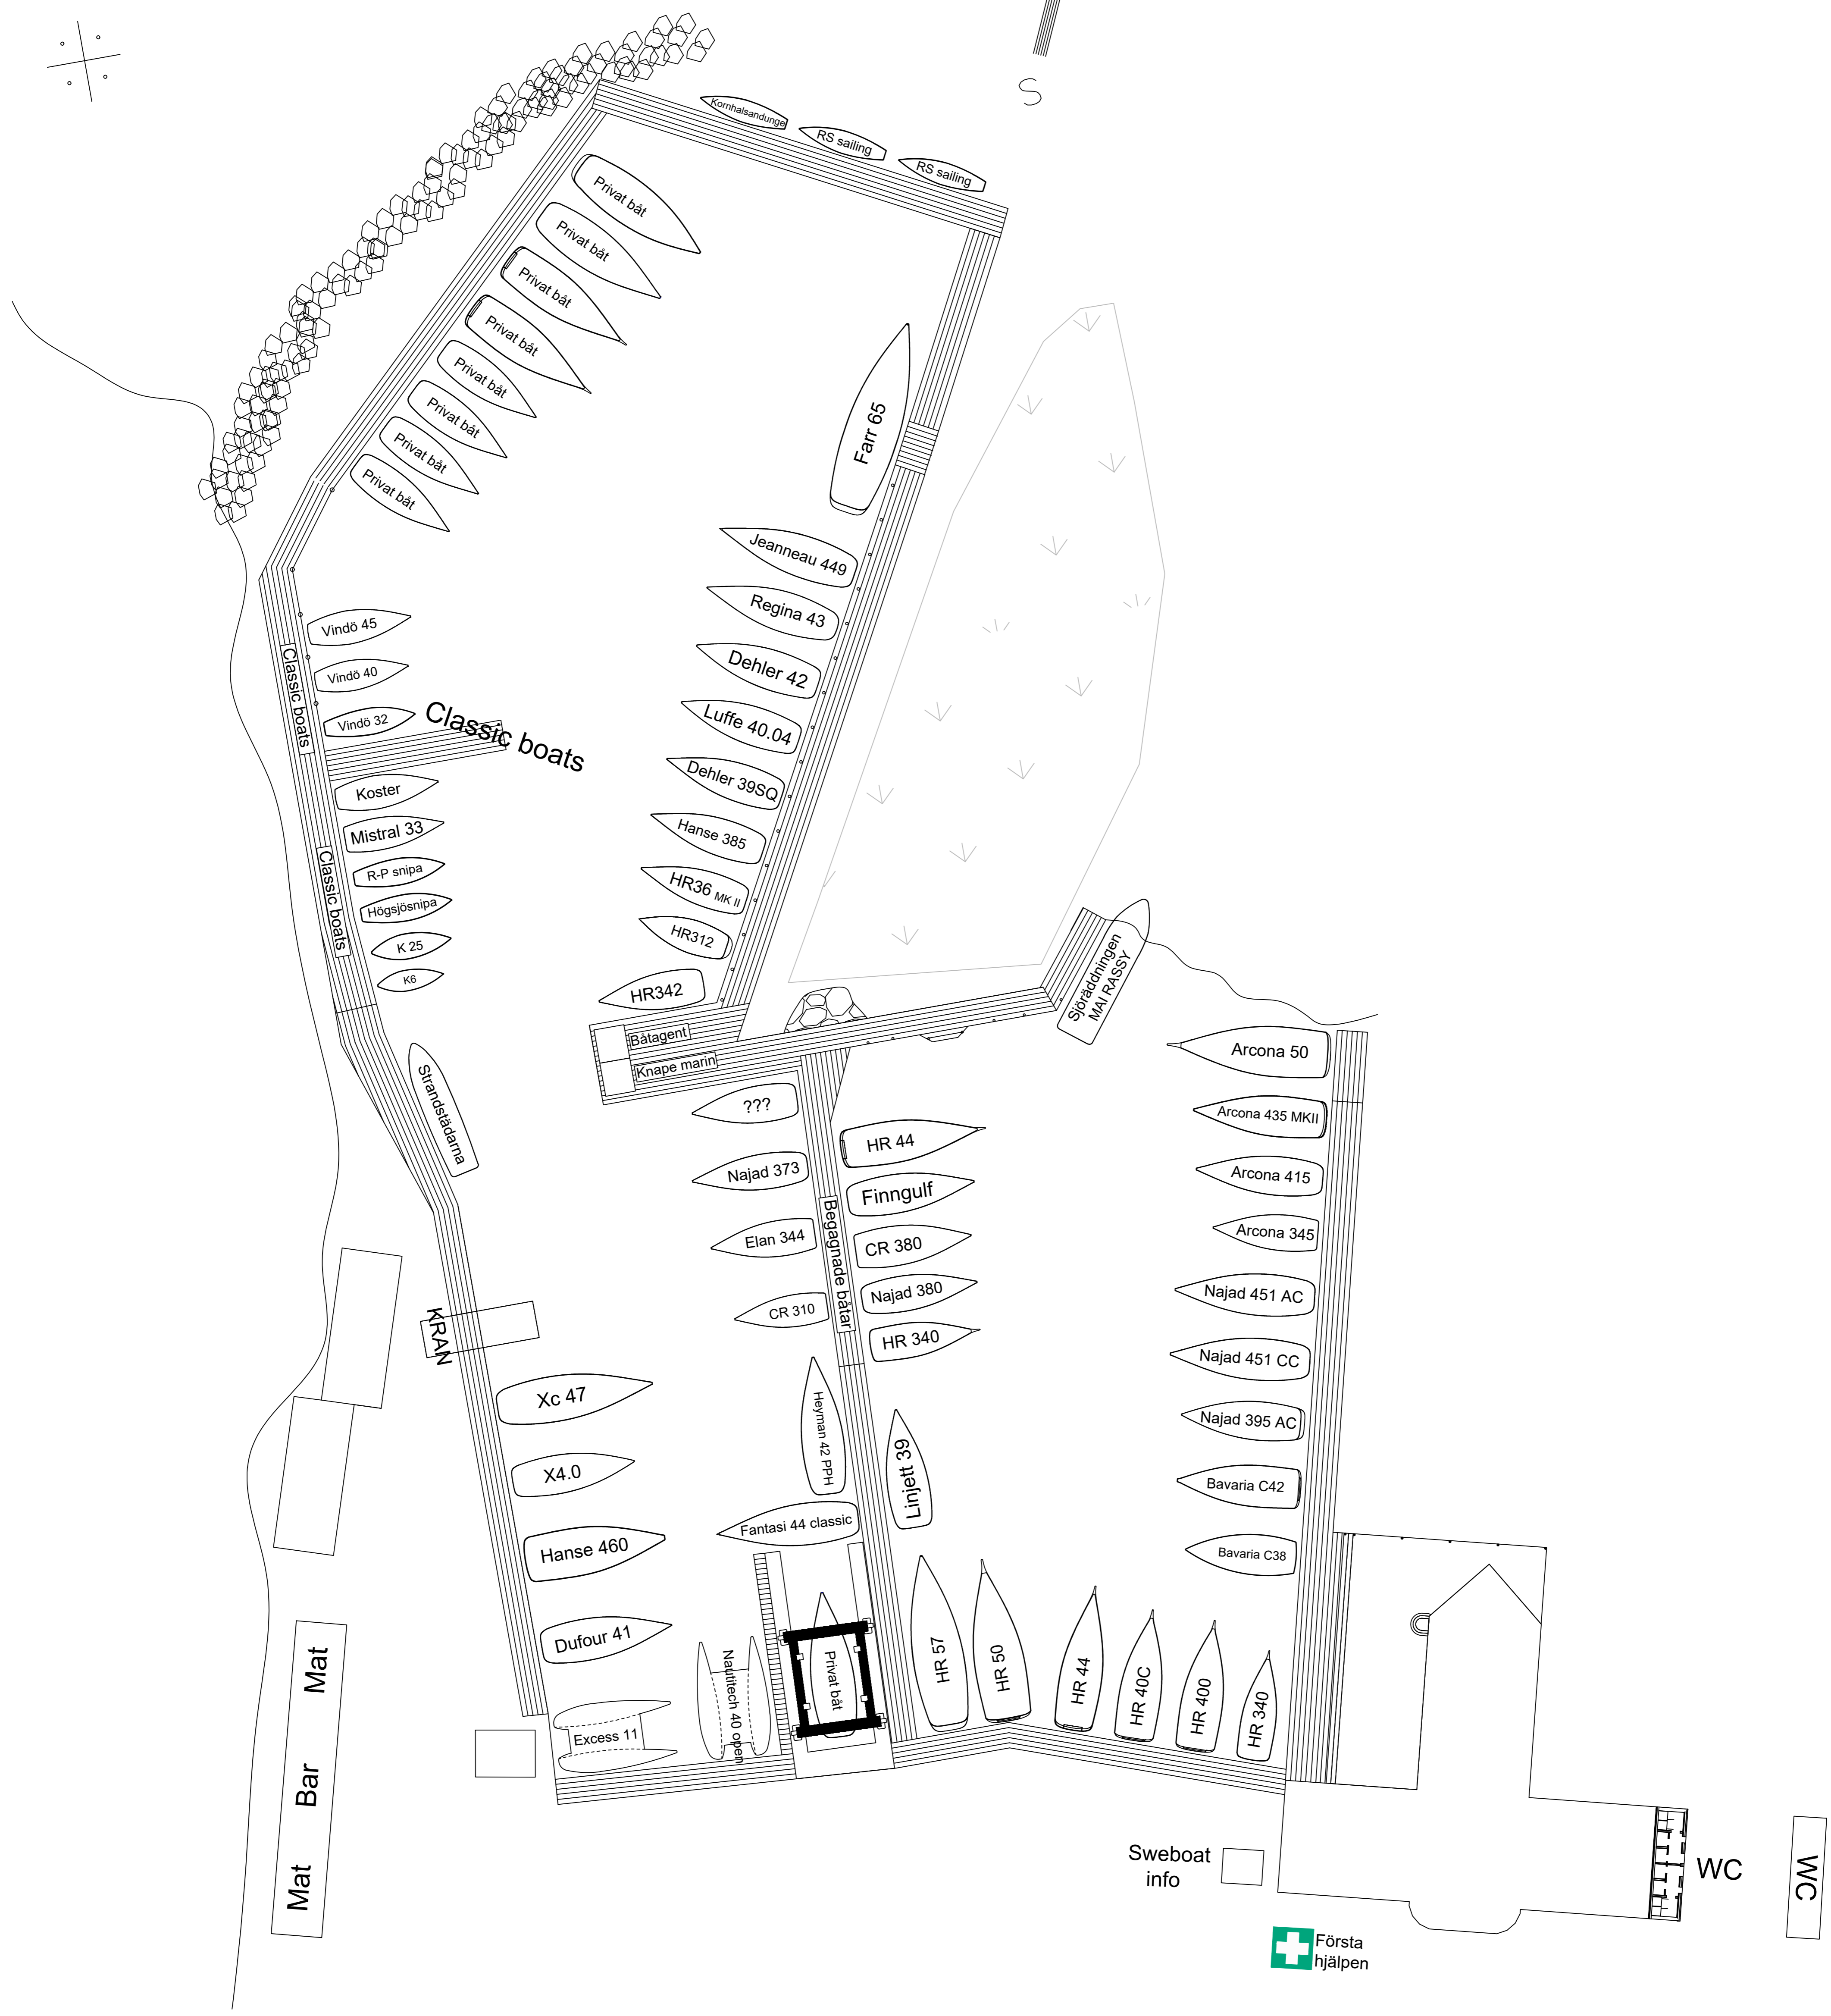 S
Kornhalsandunge
RS sailing
RS sailing
Privat båt
Privat båt
Privat båt
Privat båt
Privat båt
Privat båt
Privat båt
Privat båt
Farr 65
Jeanneau 449
Regina 43
Dehler 42
Luffe 40.04
Dehler 39SQ
Hanse 385
HR36 MK II
HR312
HR342
Vindö 45
Vindö 40
Vindö 32
Classic boats
Classic boats
Classic boats
Koster
Mistral 33
R-P snipa
Högsjösnipa
K 25
K6
Strandstädarna
Båtagent
Knape marin
Sjöräddningen
MAI RASSY
???
Najad 373
Elan 344
CR 310
Begagnade båtar
HR 44
Finngulf
CR 380
Najad 380
HR 340
Arcona 50
Arcona 435 MKII
Arcona 415
Arcona 345
Najad 451 AC
Najad 451 CC
Najad 395 AC
Bavaria C42
Bavaria C38
KRAN
Xc 47
X4.0
Hanse 460
Dufour 41
Excess 11
Nautitech 40 open
Heyman 42 PPH
Fantasi 44 classic
Privat båt
Linjett 39
HR 57
HR 50
HR 44
HR 40C
HR 400
HR 340
Mat
Bar
Mat
Sweboat
info
WC
WC
Första
hjälpen